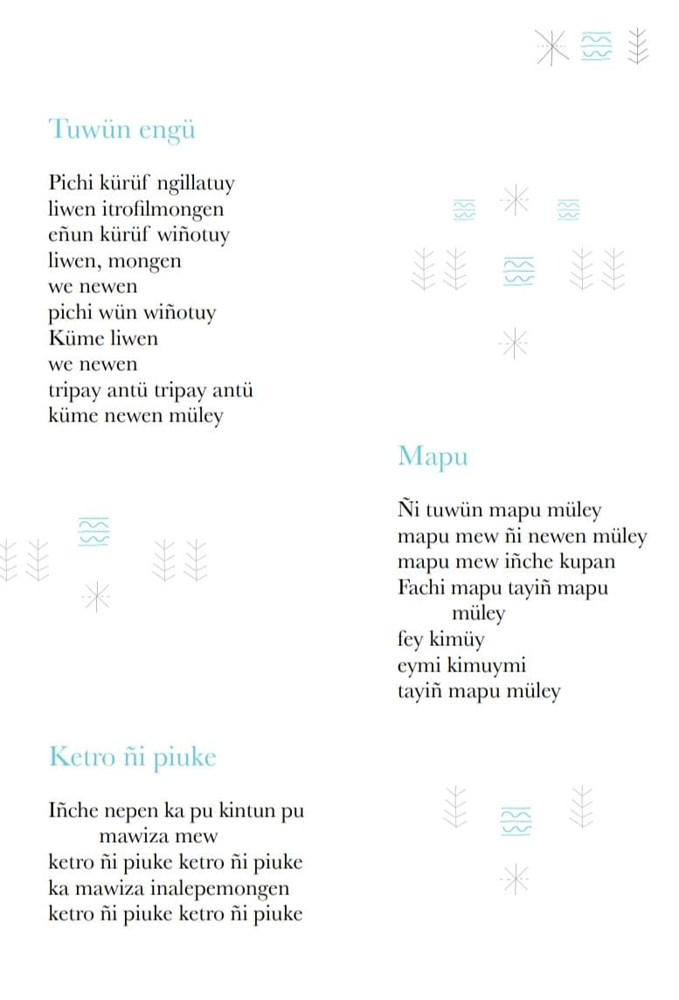 Tuwün engü
Pichi kürüf ngillatuy
liwen itrofilmongen
eñun kürüf wiñotuy
liwen, mongen
we newen
pichi wün wiñotuy
Küme liwen
we newen
tripay antü tripay antü
küme newen müley
Mapu
Ñi tuwün mapu müley
mapu mew ñi newen müley
mapu mew iñche kupan
Fachi mapu tayiñ mapu
müley
fey kimüy
eymi kimuymi
tayiñ mapu müley
Ketro ñi piuke
Iñche nepen ka pu kintun pu
mawiza mew
ketro ñi piuke ketro ñi piuke
ka mawiza inalepemongen
ketro ñi piuke ketro ñi piuke